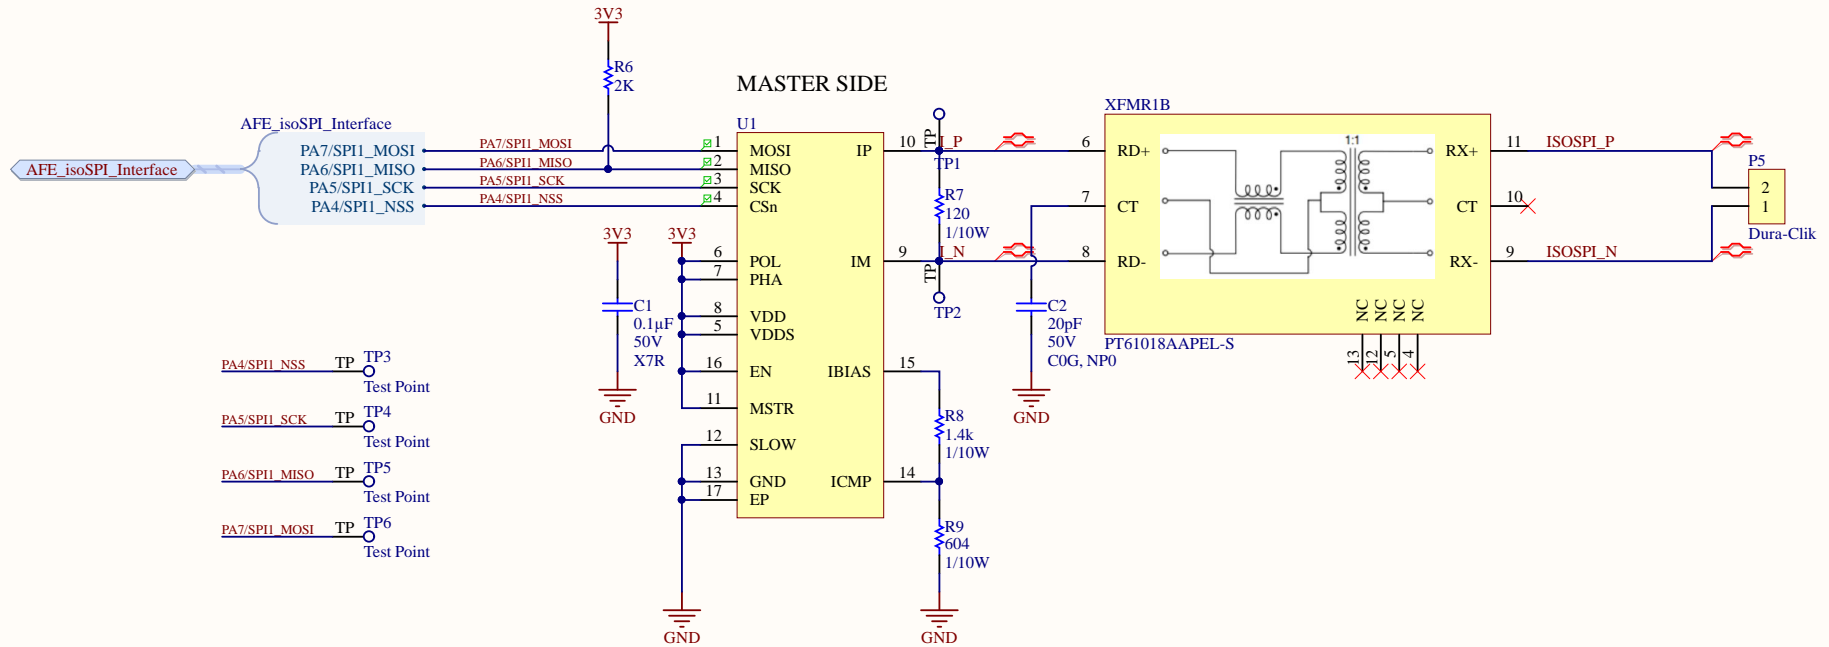 3V3
R6
2K
MASTER SIDE
AFE_isoSPI_Interface
AFE_isoSPI_Interface
PA7/SPI1_MOSI
PA6/SPI1_MISO
PA5/SPI1_SCK
PA4/SPI1_NSS
PA7/SPI1_MOSI
PA6/SPI1_MISO
PA5/SPI1_SCK
PA4/SPI1_NSS
U1
1 MOSI
2 MISO
3 SCK
4 CSn
6 POL
7 PHA
8 VDD
5 VDDS
16 EN
11 MSTR
12 SLOW
13 GND
17 EP
IP 10
IM 9
IBIAS 15
ICMP 14
3V3
3V3
C1
0.1µF
50V
X7R
GND
GND
TP
I_P
TP1
R7
120
1/10W
I_N
TP
TP2
R8
1.4k
1/10W
R9
604
1/10W
GND
C2
20pF
50V
C0G, NP0
GND
XFMR1B
6 RD+
7 CT
8 RD-
1:1
RX+ 11
CT 10
RX- 9
NC
NC
NC
NC
13
12
5
4
PT61018AAPEL-S
ISOSPI_P
ISOSPI_N
P5
2
1
Dura-Clik
PA4/SPI1_NSS TP TP3
Test Point
PA5/SPI1_SCK TP TP4
Test Point
PA6/SPI1_MISO TP TP5
Test Point
PA7/SPI1_MOSI TP TP6
Test Point